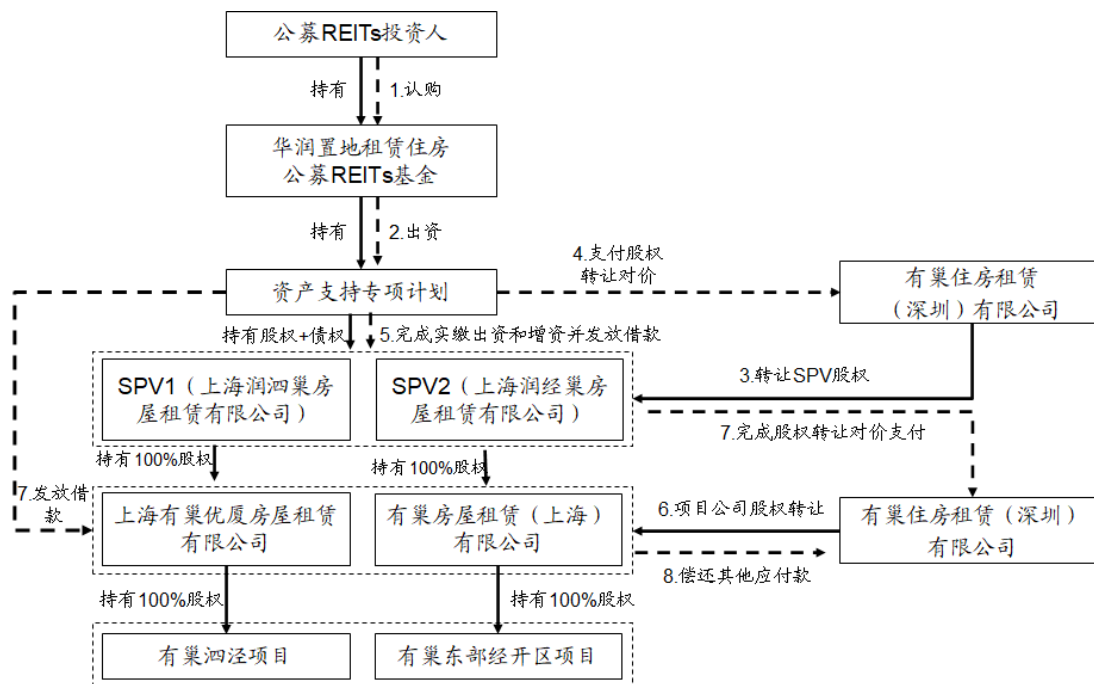 公募REITs投资人
持有
1.认购
华润置地租赁住房
公募REITs基金
持有
2.出资
4.支付股权
转让对价
资产支持专项计划
有巢住房租赁
（深圳）有限公司
持有股权+债权
5.完成实缴出资和增资并发放借款
SPV1（上海润泗巢房
屋租赁有限公司）
SPV2（上海润经巢房
屋租赁有限公司）
3.转让SPV股权
7.完成股权转让对价支付
持有100%股权
持有100%股权
7.发放借
款
上海有巢优厦房屋租赁
有限公司
有巢房屋租赁（上海）
有限公司
6.项目公司股权转让
有巢住房租赁（深圳）
有限公司
8.偿还其他应付款
持有100%股权
持有100%股权
有巢泗泾项目
有巢东部经开区项目